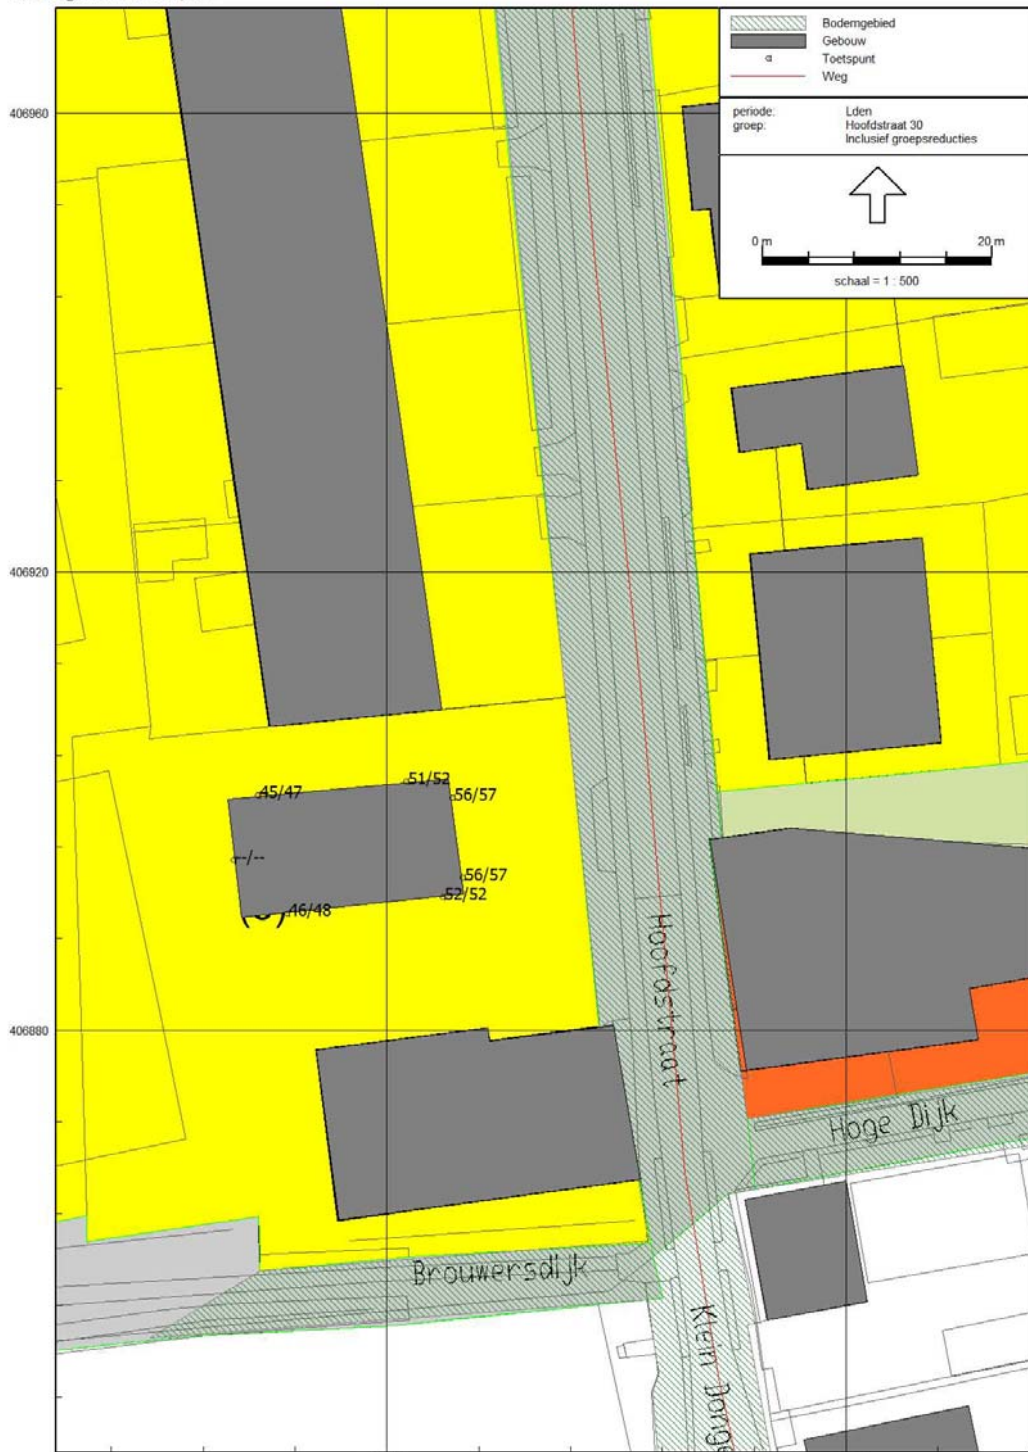 Bodemgebied
Gebouw
Toetspunt
Weg
periode: Lden
groep: Hoofdstraat 30
Inclusief groepsreducties
0 m 20 m
schaal = 1 : 500
406960
406920
406880
45/47
51/52
56/57
--/--
56/57
52/52
46/48
Hoofdstraat
Hoge Dijk
Brouwersdijk
Klein Donge